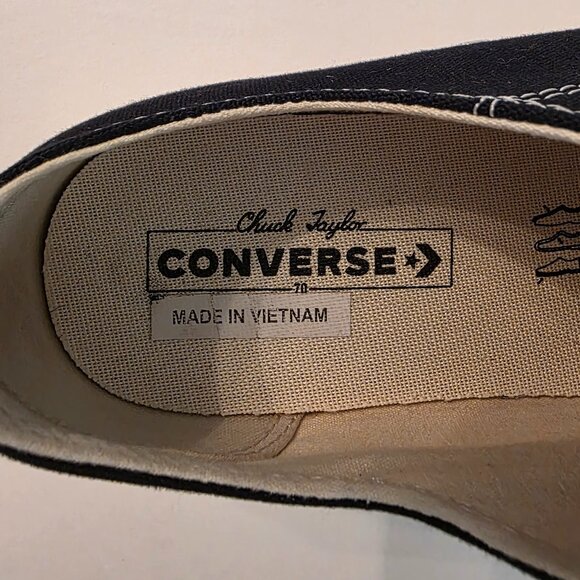 Chuck Taylor
CONVERSE
70
MADE IN VIETNAM